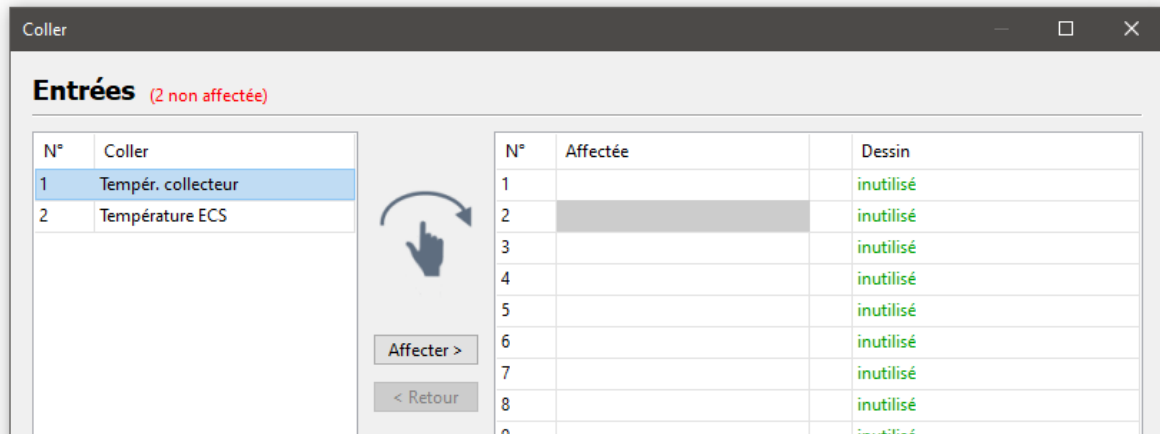 Coller
Entrées (2 non affectée)
N° Coller
1 Tempér. collecteur
2 Température ECS
Affecter >
< Retour
N° Affectée Dessin
1 inutilisé
2 inutilisé
3 inutilisé
4 inutilisé
5 inutilisé
6 inutilisé
7 inutilisé
8 inutilisé